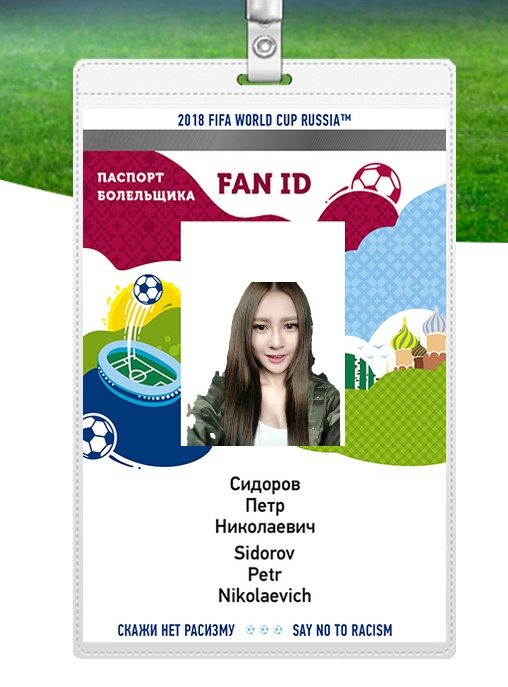 2018 FIFA WORLD CUP RUSSIA™
ПАСПОРТ
БОЛЕЛЬЩИКА
FAN ID
Сидоров
Петр
Николаевич
Sidorov
Petr
Nikolaevich
СКАЖИ НЕТ РАСИЗМУ SAY NO TO RACISM